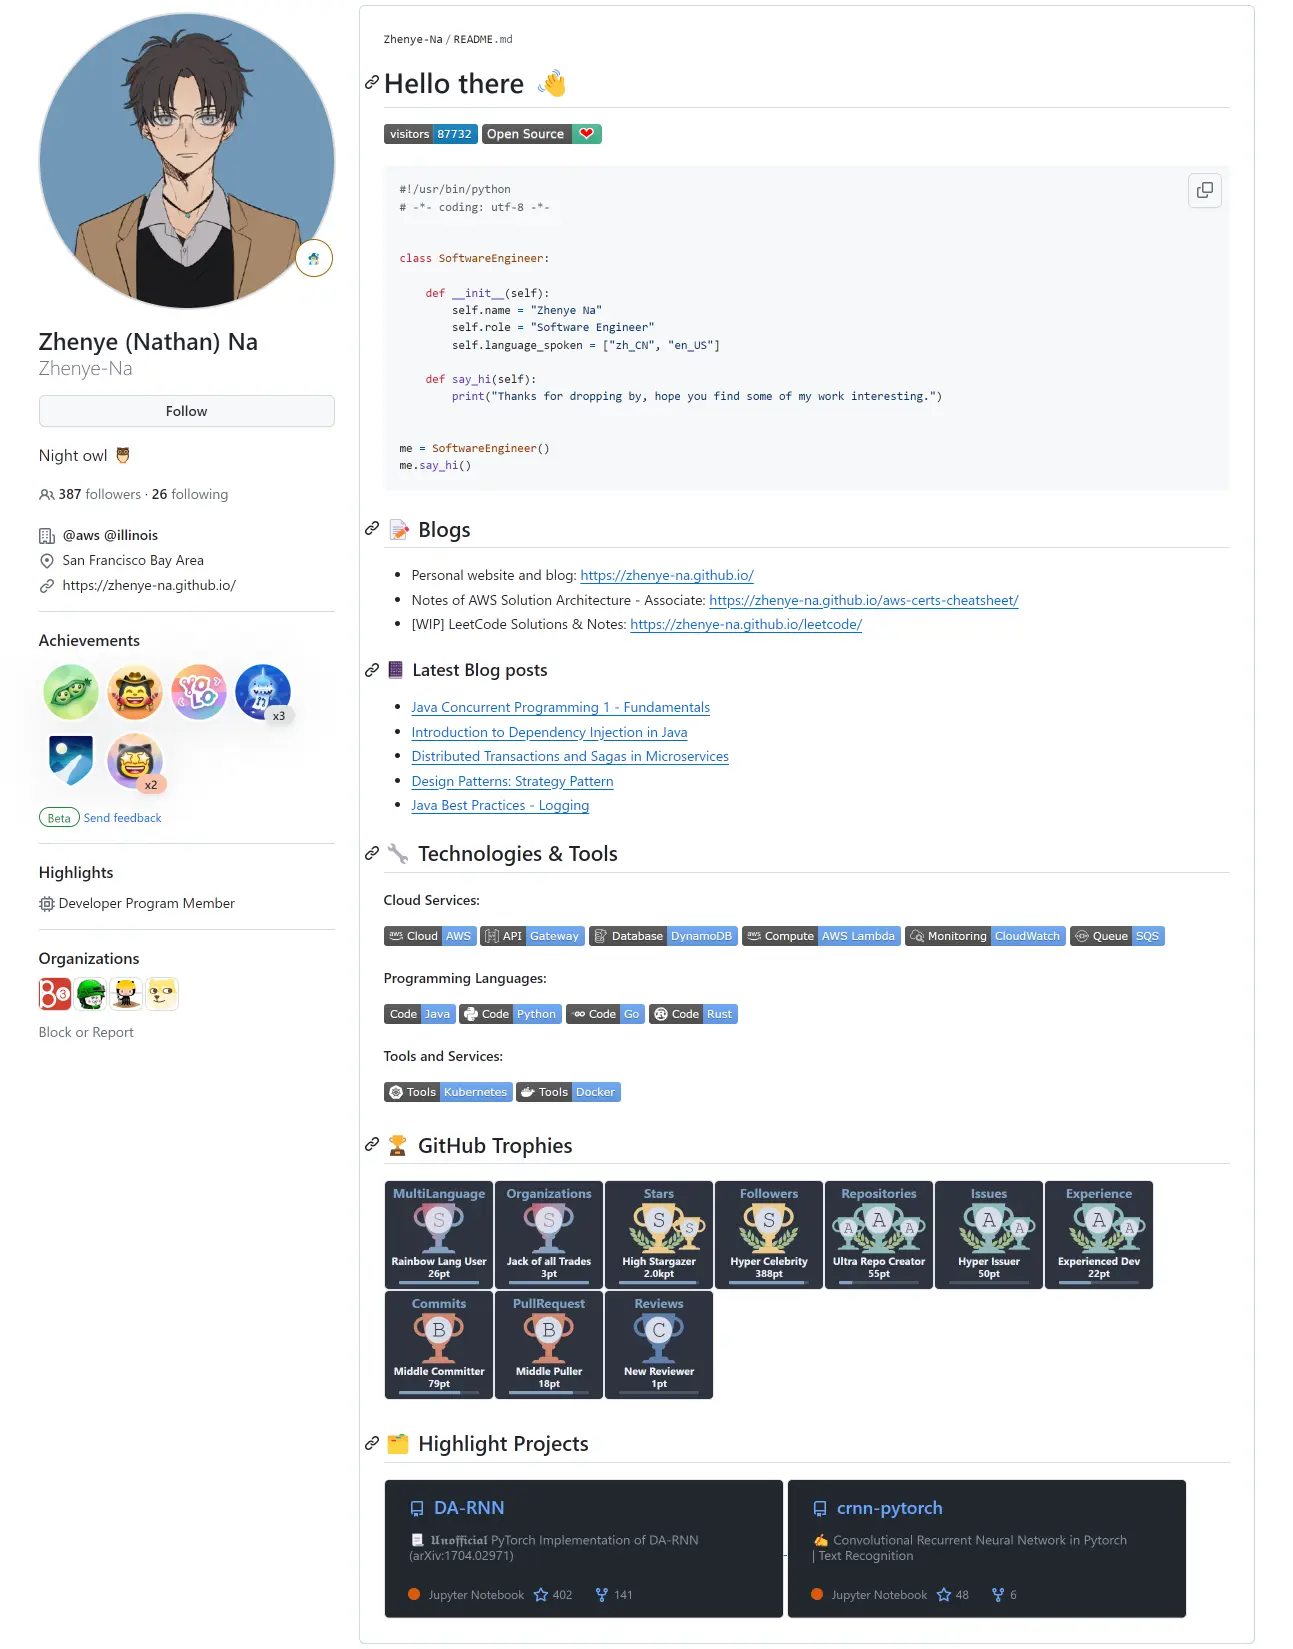 Zhenye (Nathan) Na
Zhenye-Na
Follow
Night owl 🦉
387 followers · 26 following
@aws @illinois
San Francisco Bay Area
https://zhenye-na.github.io/
Achievements
YOLO
x3
x2
Beta Send feedback
Highlights
Developer Program Member
Organizations
Block or Report
Zhenye-Na / README.md
Hello there 👋
visitors 87732 Open Source ❤
#!/usr/bin/python
# -*- coding: utf-8 -*-
class SoftwareEngineer:
    def __init__(self):
        self.name = "Zhenye Na"
        self.role = "Software Engineer"
        self.language_spoken = ["zh_CN", "en_US"]
    def say_hi(self):
        print("Thanks for dropping by, hope you find some of my work interesting.")
me = SoftwareEngineer()
me.say_hi()
📝 Blogs
• Personal website and blog: https://zhenye-na.github.io/
• Notes of AWS Solution Architecture - Associate: https://zhenye-na.github.io/aws-certs-cheatsheet/
• [WIP] LeetCode Solutions & Notes: https://zhenye-na.github.io/leetcode/
Latest Blog posts
• Java Concurrent Programming 1 - Fundamentals
• Introduction to Dependency Injection in Java
• Distributed Transactions and Sagas in Microservices
• Design Patterns: Strategy Pattern
• Java Best Practices - Logging
🔧 Technologies & Tools
Cloud Services:
aws Cloud AWS API Gateway Database DynamoDB aws Compute AWS Lambda Monitoring CloudWatch Queue SQS
Programming Languages:
Code Java Code Python Code Go Code Rust
Tools and Services:
Tools Kubernetes Tools Docker
🏆 GitHub Trophies
MultiLanguage Organizations Stars Followers Repositories Issues Experience
S S S S S A A A A A A A
Rainbow Lang User Jack of all Trades High Stargazer Hyper Celebrity Ultra Repo Creator Hyper Issuer Experienced Dev
26pt 3pt 2.0kpt 388pt 55pt 50pt 22pt
Commits PullRequest Reviews
B B C
Middle Committer Middle Puller New Reviewer
79pt 18pt 1pt
🗂️ Highlight Projects
DA-RNN
📃 𝖀𝖓𝖔𝖋𝖋𝖎𝖈𝖎𝖆𝖑 PyTorch Implementation of DA-RNN
(arXiv:1704.02971)
Jupyter Notebook 402 141
crnn-pytorch
✍️ Convolutional Recurrent Neural Network in Pytorch
| Text Recognition
Jupyter Notebook 48 6